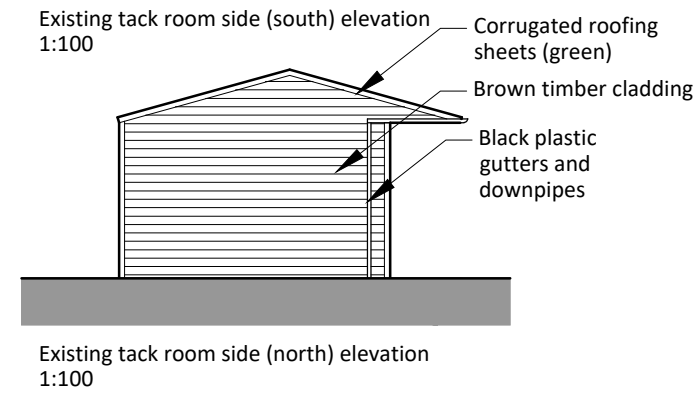 Existing tack room side (south) elevation
1:100
Corrugated roofing
sheets (green)
Brown timber cladding
Black plastic
gutters and
downpipes
Existing tack room side (north) elevation
1:100